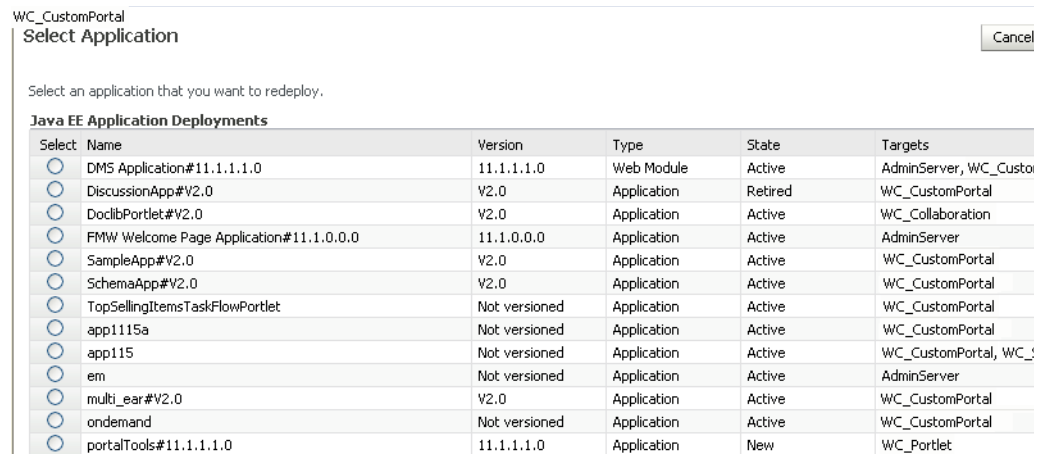 WC_CustomPortal
Select Application
Cancel
Select an application that you want to redeploy.
Java EE Application Deployments
Select Name Version Type State Targets
DMS Application#11.1.1.1.0 11.1.1.1.0 Web Module Active AdminServer, WC_Custo
DiscussionApp#V2.0 V2.0 Application Retired WC_CustomPortal
DoclibPortlet#V2.0 V2.0 Application Active WC_Collaboration
FMW Welcome Page Application#11.1.0.0.0 11.1.0.0.0 Application Active AdminServer
SampleApp#V2.0 V2.0 Application Active WC_CustomPortal
SchemaApp#V2.0 V2.0 Application Active WC_CustomPortal
TopSellingItemsTaskFlowPortlet Not versioned Application Active WC_CustomPortal
app1115a Not versioned Application Active WC_CustomPortal
app115 Not versioned Application Active WC_CustomPortal, WC_S
em Not versioned Application Active AdminServer
multi_ear#V2.0 V2.0 Application Active WC_CustomPortal
ondemand Not versioned Application Active WC_CustomPortal
portalTools#11.1.1.1.0 11.1.1.1.0 Application New WC_Portlet